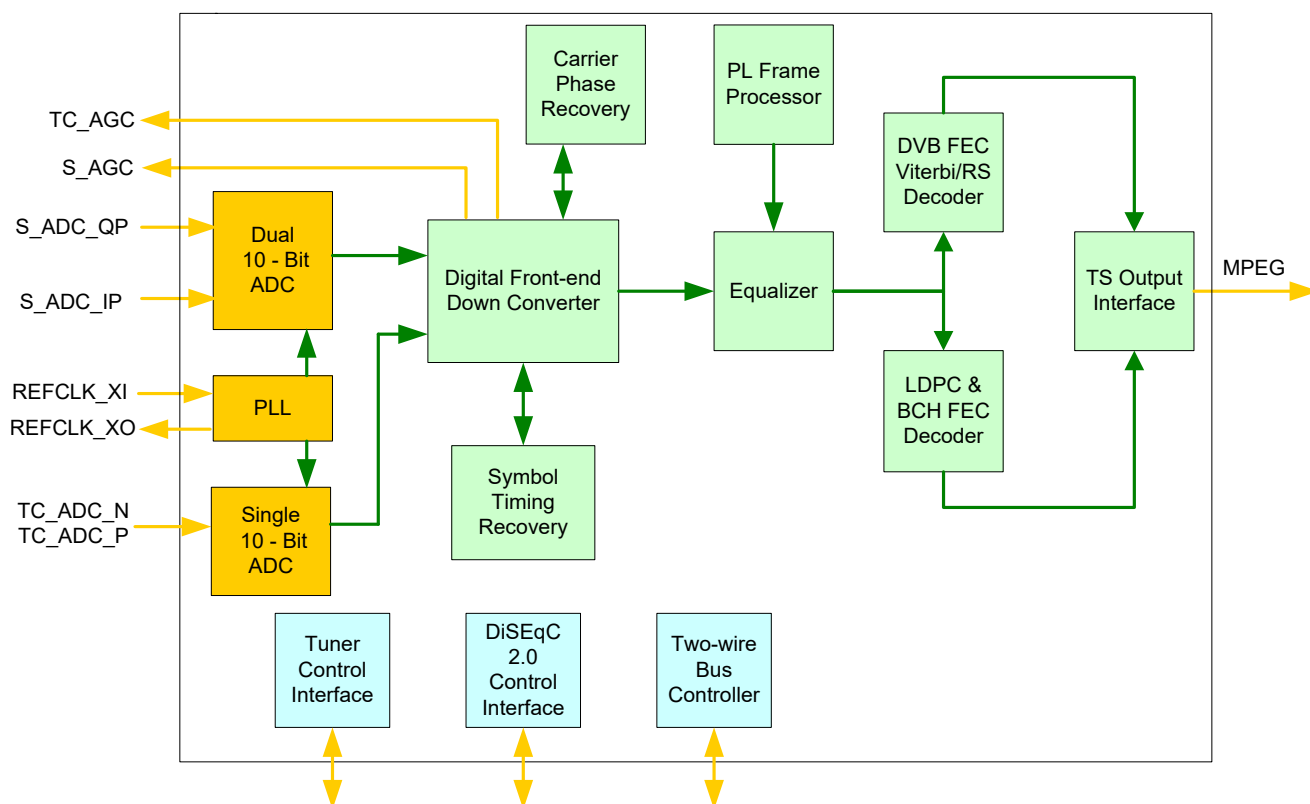 Carrier
Phase
Recovery
PL Frame
Processor
TC_AGC
S_AGC
DVB FEC
Viterbi/RS
Decoder
S_ADC_QP
Dual
10 - Bit
ADC
S_ADC_IP
Digital Front-end
Down Converter
Equalizer
TS Output
Interface
MPEG
REFCLK_XI
REFCLK_XO
PLL
LDPC &
BCH FEC
Decoder
TC_ADC_N
TC_ADC_P
Single
10 - Bit
ADC
Symbol
Timing
Recovery
Tuner
Control
Interface
DiSEqC
2.0
Control
Interface
Two-wire
Bus
Controller